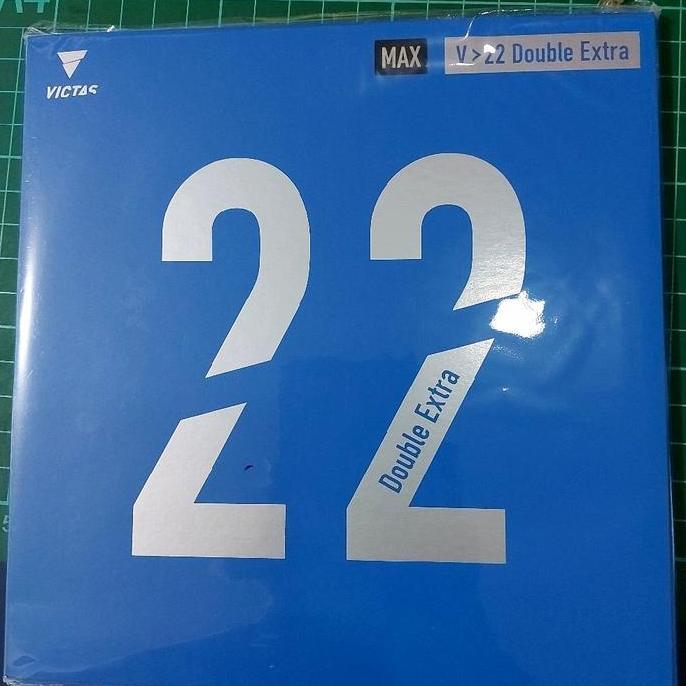 VICTAS
MAX
V>22 Double Extra
22
Double Extra